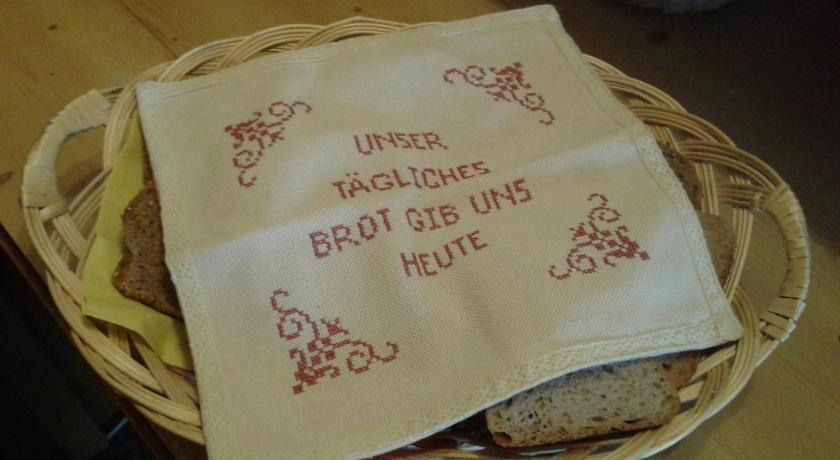 UNSER
TÄGLICHES
BROT GIB UNS
HEUTE